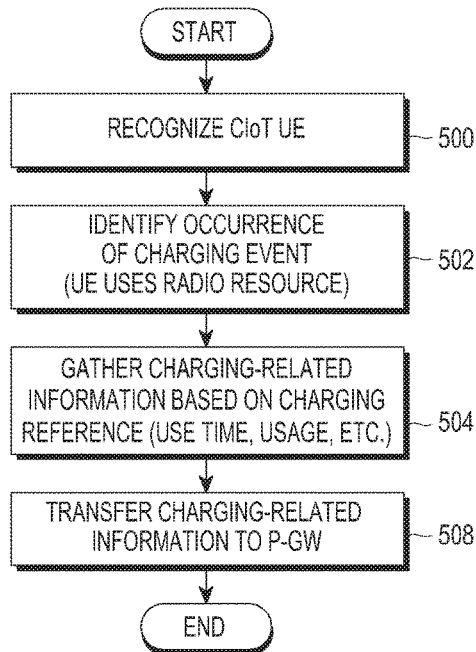 START
RECOGNIZE CIoT UE
500
IDENTIFY OCCURRENCE
OF CHARGING EVENT
(UE USES RADIO RESOURCE)
502
GATHER CHARGING-RELATED
INFORMATION BASED ON CHARGING
REFERENCE (USE TIME, USAGE, ETC.)
504
TRANSFER CHARGING-RELATED
INFORMATION TO P-GW
508
END